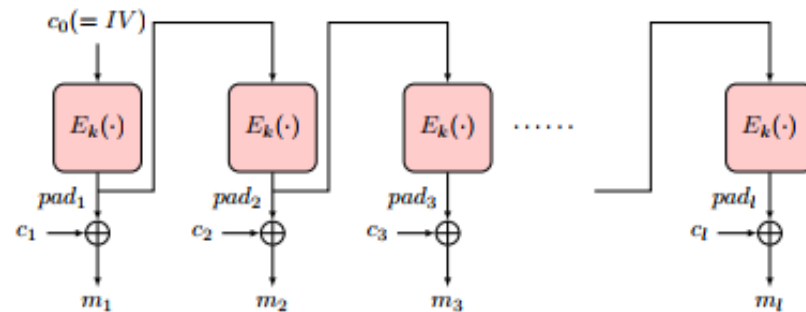 c₀(= IV)
Eₖ(·) Eₖ(·) Eₖ(·) ...... Eₖ(·)
pad₁ pad₂ pad₃ padₗ
c₁ c₂ c₃ cₗ
m₁ m₂ m₃ mₗ